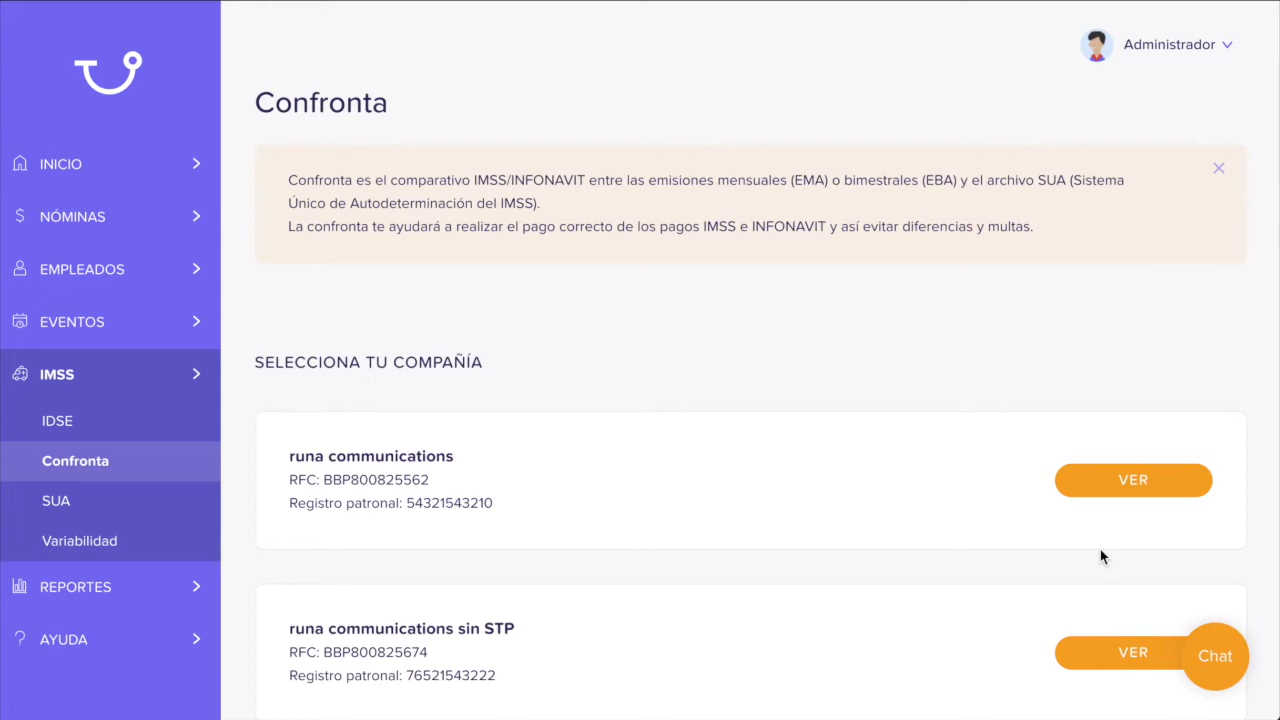 Administrador
Confronta
INICIO
NÓMINAS
EMPLEADOS
EVENTOS
IMSS
IDSE
Confronta
SUA
Variabilidad
REPORTES
AYUDA
Confronta es el comparativo IMSS/INFONAVIT entre las emisiones mensuales (EMA) o bimestrales (EBA) y el archivo SUA (Sistema
Único de Autodeterminación del IMSS).
La confronta te ayudará a realizar el pago correcto de los pagos IMSS e INFONAVIT y así evitar diferencias y multas.
SELECCIONA TU COMPAÑÍA
runa communications
RFC: BBP800825562
Registro patronal: 54321543210
VER
runa communications sin STP
RFC: BBP800825674
Registro patronal: 76521543222
VER
Chat